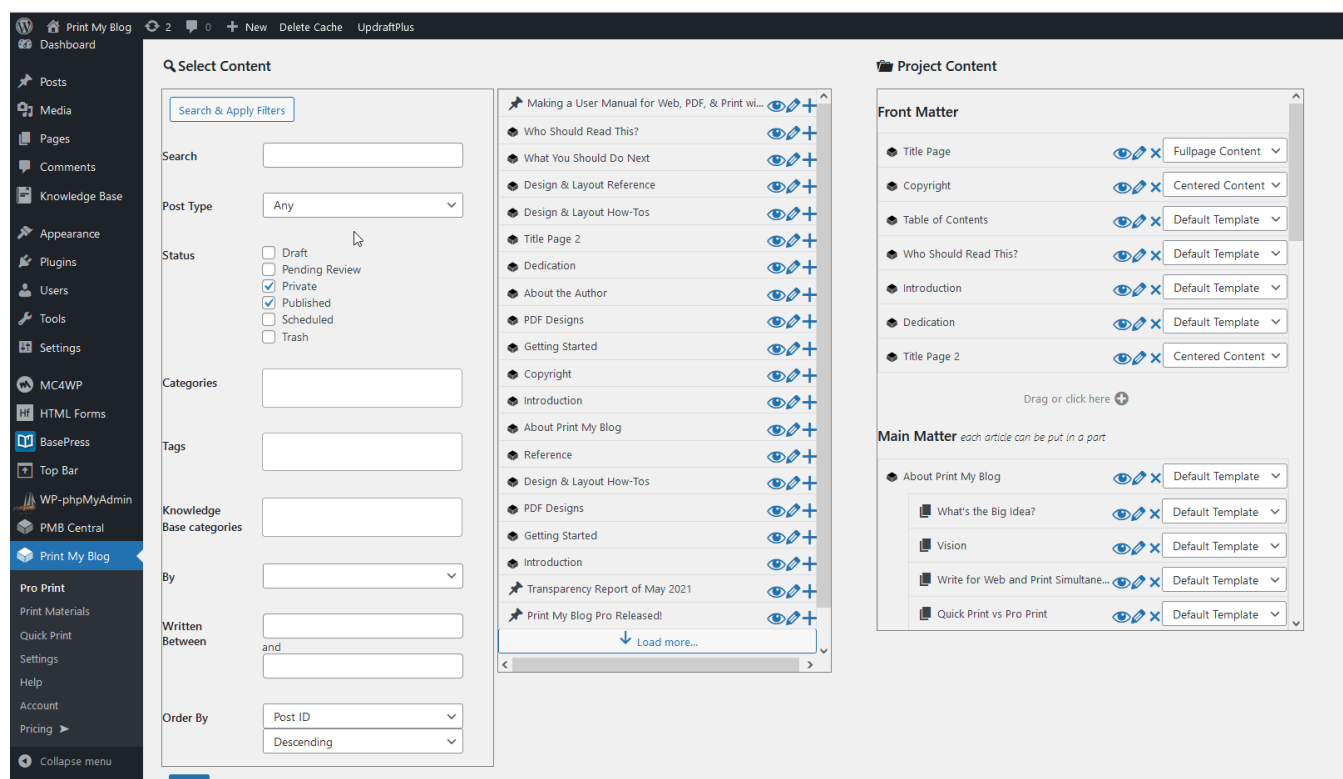 Print My Blog 2 0 New Delete Cache UpdraftPlus
Dashboard
Posts
Media
Pages
Comments
Knowledge Base
Appearance
Plugins
Users
Tools
Settings
MC4WP
Hf HTML Forms
BasePress
Top Bar
WP-phpMyAdmin
PMB Central
Print My Blog
Pro Print
Print Materials
Quick Print
Settings
Help
Account
Pricing ➤
Collapse menu
Select Content
Search & Apply Filters
Search
Post Type Any
Status Draft
Pending Review
Private
Published
Scheduled
Trash
Categories
Tags
Knowledge
Base categories
By
Written
Between
and
Order By Post ID
Descending
Making a User Manual for Web, PDF, & Print wi...
Who Should Read This?
What You Should Do Next
Design & Layout Reference
Design & Layout How-Tos
Title Page 2
Dedication
About the Author
PDF Designs
Getting Started
Copyright
Introduction
About Print My Blog
Reference
Design & Layout How-Tos
PDF Designs
Getting Started
Introduction
Transparency Report of May 2021
Print My Blog Pro Released!
Load more...
Project Content
Front Matter
Title Page Fullpage Content
Copyright Centered Content
Table of Contents Default Template
Who Should Read This? Default Template
Introduction Default Template
Dedication Default Template
Title Page 2 Centered Content
Drag or click here
Main Matter each article can be put in a part
About Print My Blog Default Template
What's the Big Idea? Default Template
Vision Default Template
Write for Web and Print Simultane... Default Template
Quick Print vs Pro Print Default Template